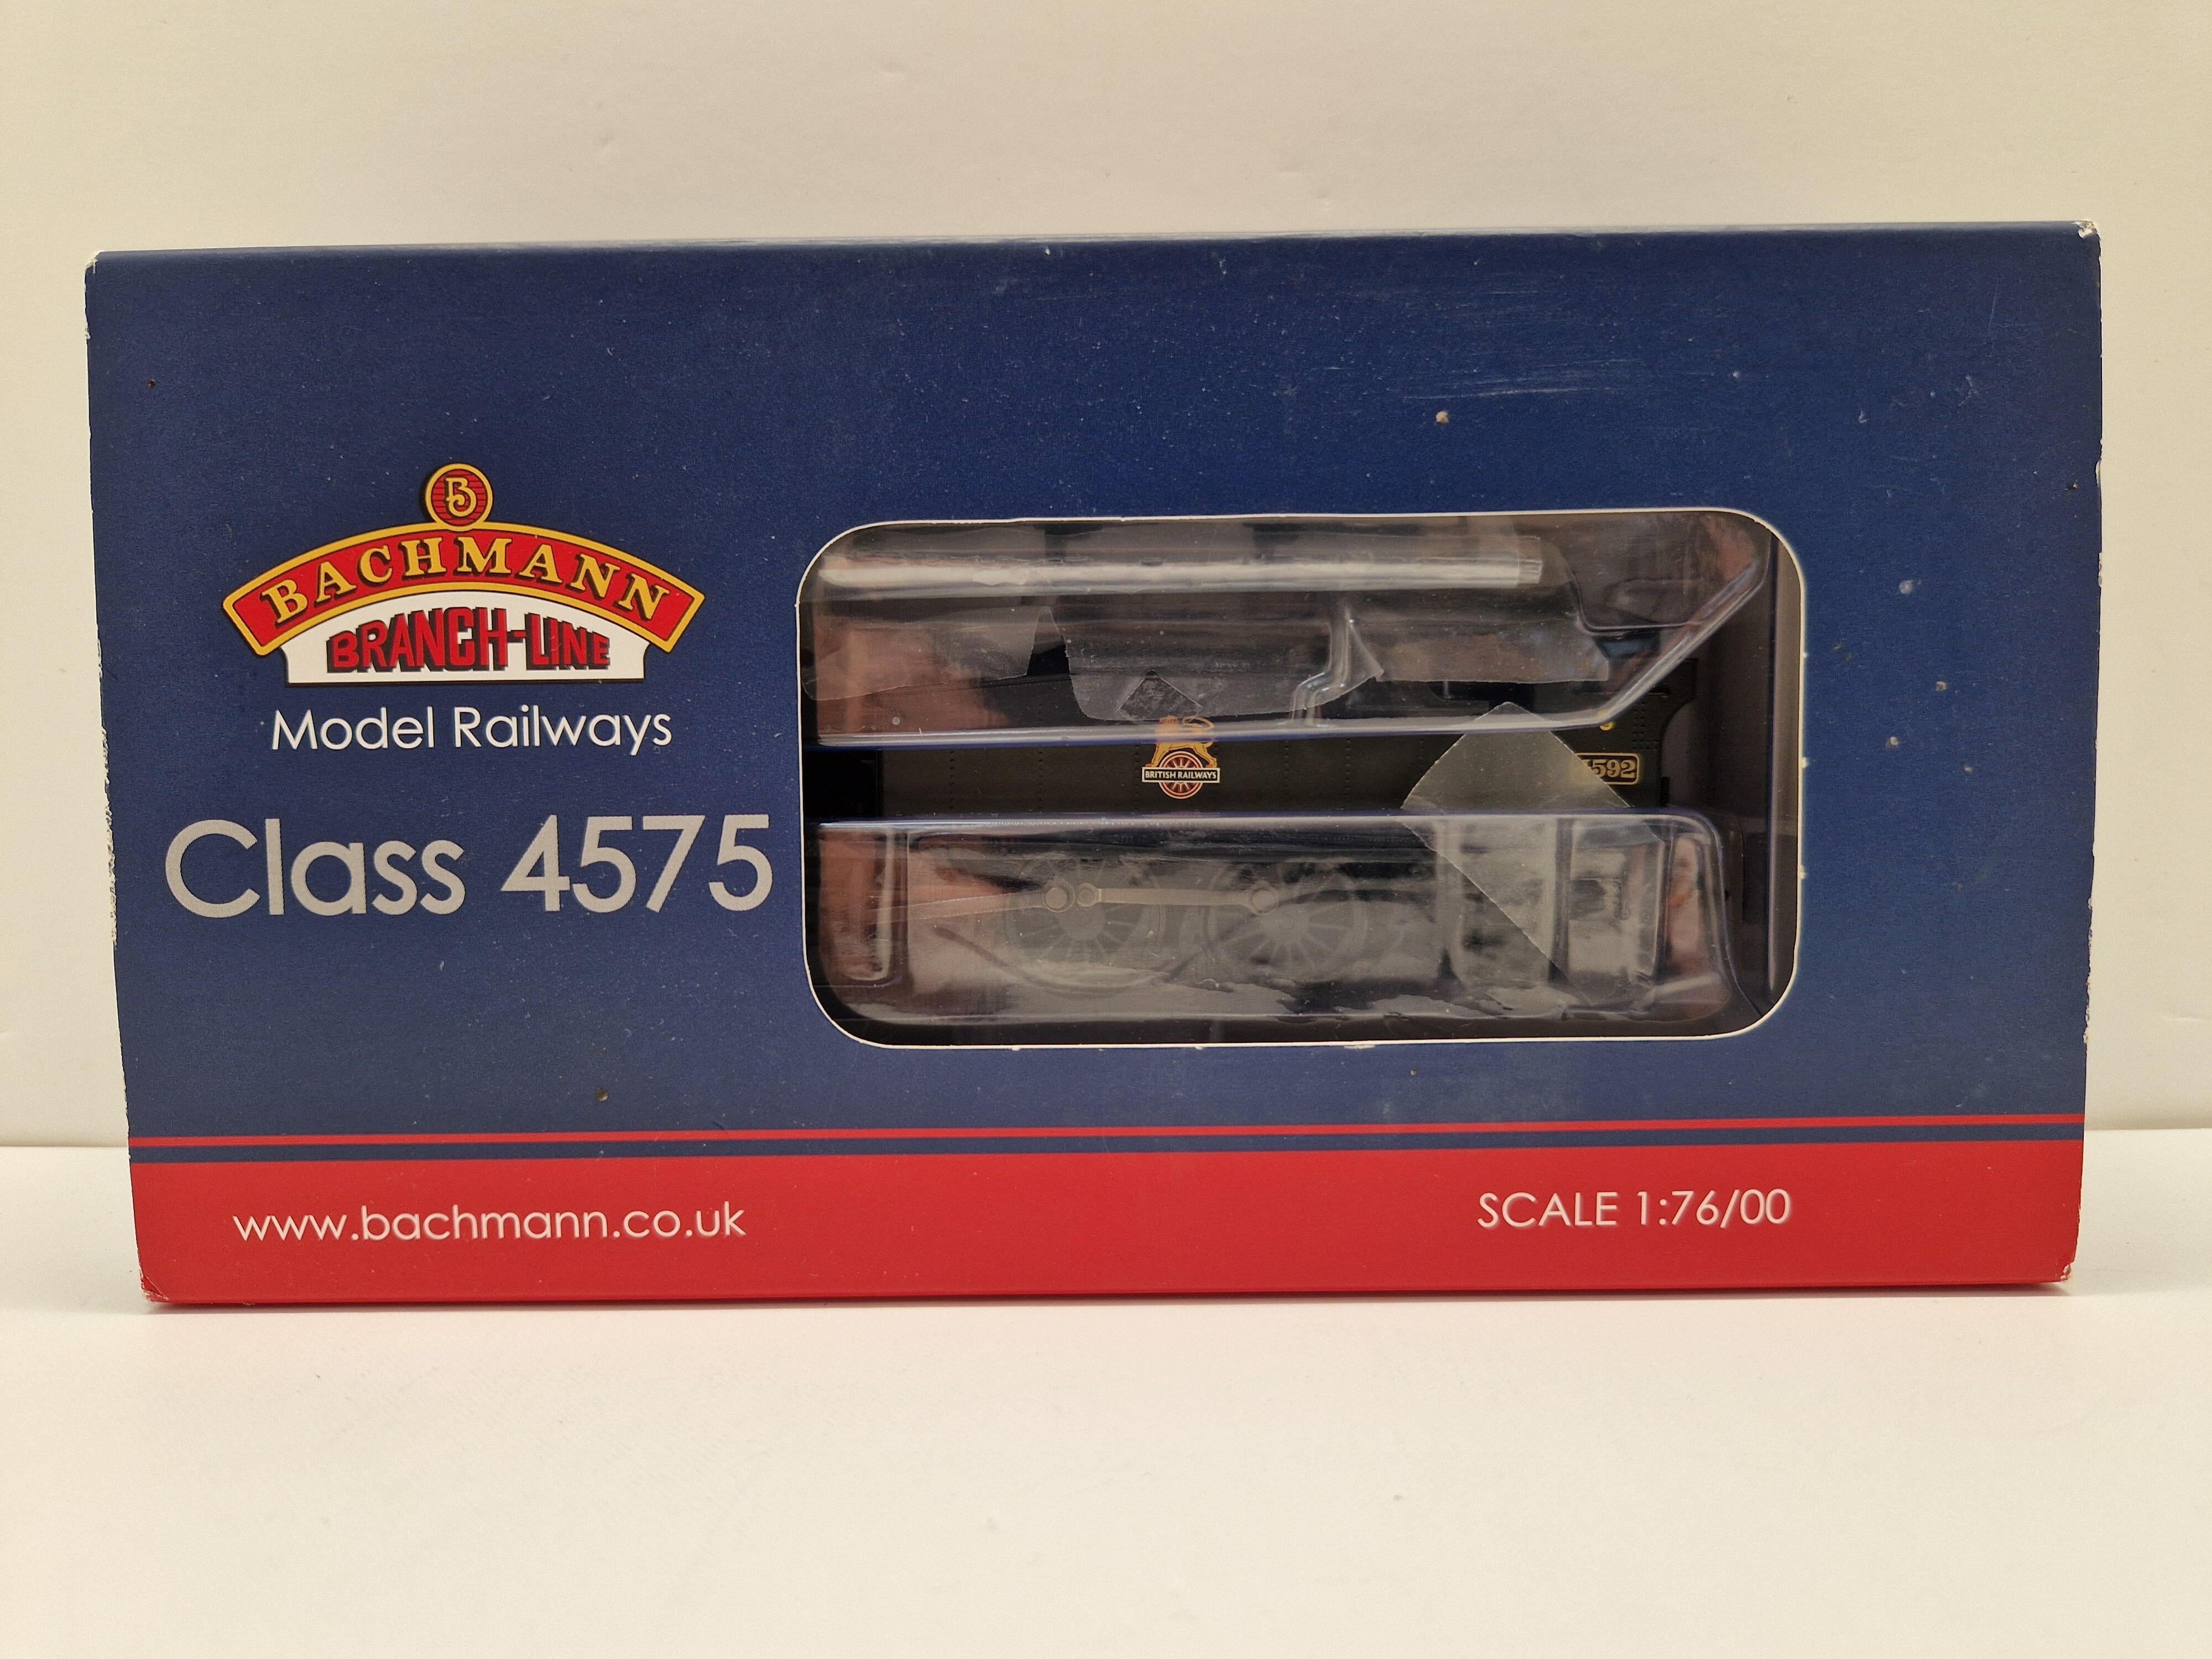 B
BACHMANN
BRANCH-LINE
Model Railways
Class 4575
BRITISH RAILWAYS
www.bachmann.co.uk
SCALE 1:76/00